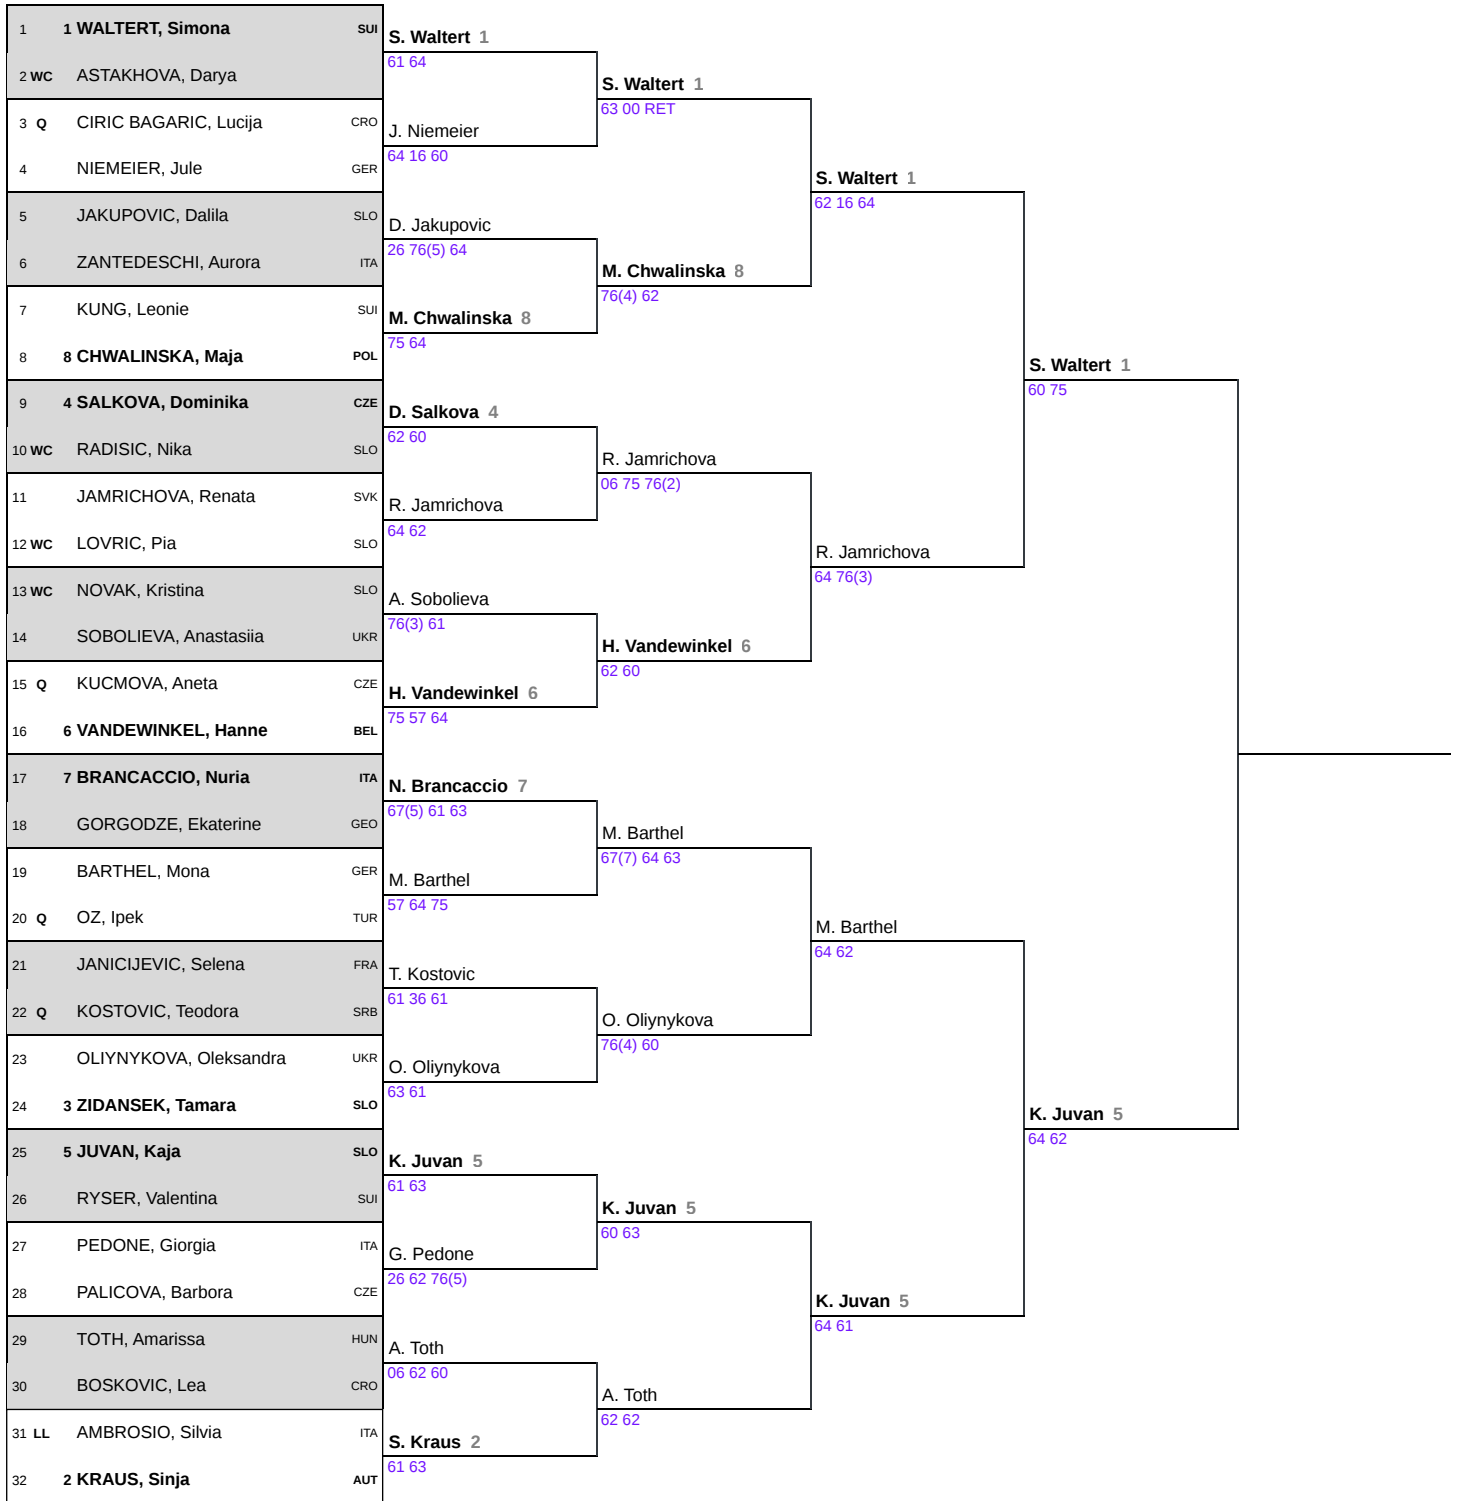 1 1 WALTERT, Simona SUI
2 WC ASTAKHOVA, Darya
3 Q CIRIC BAGARIC, Lucija CRO
4 NIEMEIER, Jule GER
5 JAKUPOVIC, Dalila SLO
6 ZANTEDESCHI, Aurora ITA
7 KUNG, Leonie SUI
8 8 CHWALINSKA, Maja POL
9 4 SALKOVA, Dominika CZE
10 WC RADISIC, Nika SLO
11 JAMRICHOVA, Renata SVK
12 WC LOVRIC, Pia SLO
13 WC NOVAK, Kristina SLO
14 SOBOLIEVA, Anastasiia UKR
15 Q KUCMOVA, Aneta CZE
16 6 VANDEWINKEL, Hanne BEL
17 7 BRANCACCIO, Nuria ITA
18 GORGODZE, Ekaterine GEO
19 BARTHEL, Mona GER
20 Q OZ, Ipek TUR
21 JANICIJEVIC, Selena FRA
22 Q KOSTOVIC, Teodora SRB
23 OLIYNYKOVA, Oleksandra UKR
24 3 ZIDANSEK, Tamara SLO
25 5 JUVAN, Kaja SLO
26 RYSER, Valentina SUI
27 PEDONE, Giorgia ITA
28 PALICOVA, Barbora CZE
29 TOTH, Amarissa HUN
30 BOSKOVIC, Lea CRO
31 LL AMBROSIO, Silvia ITA
32 2 KRAUS, Sinja AUT
S. Waltert 1
61 64
J. Niemeier
64 16 60
D. Jakupovic
26 76(5) 64
M. Chwalinska 8
75 64
D. Salkova 4
62 60
R. Jamrichova
64 62
A. Sobolieva
76(3) 61
H. Vandewinkel 6
75 57 64
N. Brancaccio 7
67(5) 61 63
M. Barthel
57 64 75
T. Kostovic
61 36 61
O. Oliynykova
63 61
K. Juvan 5
61 63
G. Pedone
26 62 76(5)
A. Toth
06 62 60
S. Kraus 2
61 63
S. Waltert 1
63 00 RET
M. Chwalinska 8
76(4) 62
R. Jamrichova
06 75 76(2)
H. Vandewinkel 6
62 60
M. Barthel
67(7) 64 63
O. Oliynykova
76(4) 60
K. Juvan 5
60 63
A. Toth
62 62
S. Waltert 1
62 16 64
R. Jamrichova
64 76(3)
M. Barthel
64 62
K. Juvan 5
64 61
S. Waltert 1
60 75
K. Juvan 5
64 62